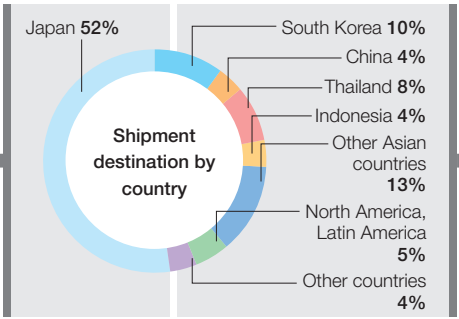 Japan 52%
South Korea 10%
China 4%
Thailand 8%
Indonesia 4%
Other Asian
countries
13%
North America,
Latin America
5%
Other countries
4%
Shipment
destination by
country